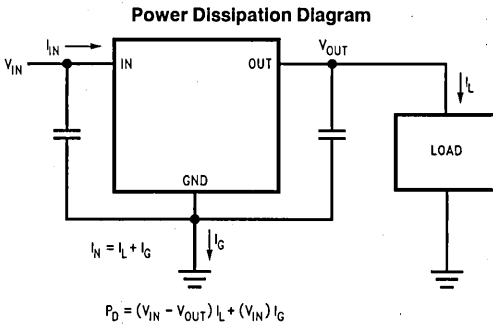 Power Dissipation Diagram
I_IN
V_IN
IN
OUT
V_OUT
I_L
LOAD
GND
I_N = I_L + I_G
I_G
P_D = (V_IN − V_OUT) I_L + (V_IN) I_G